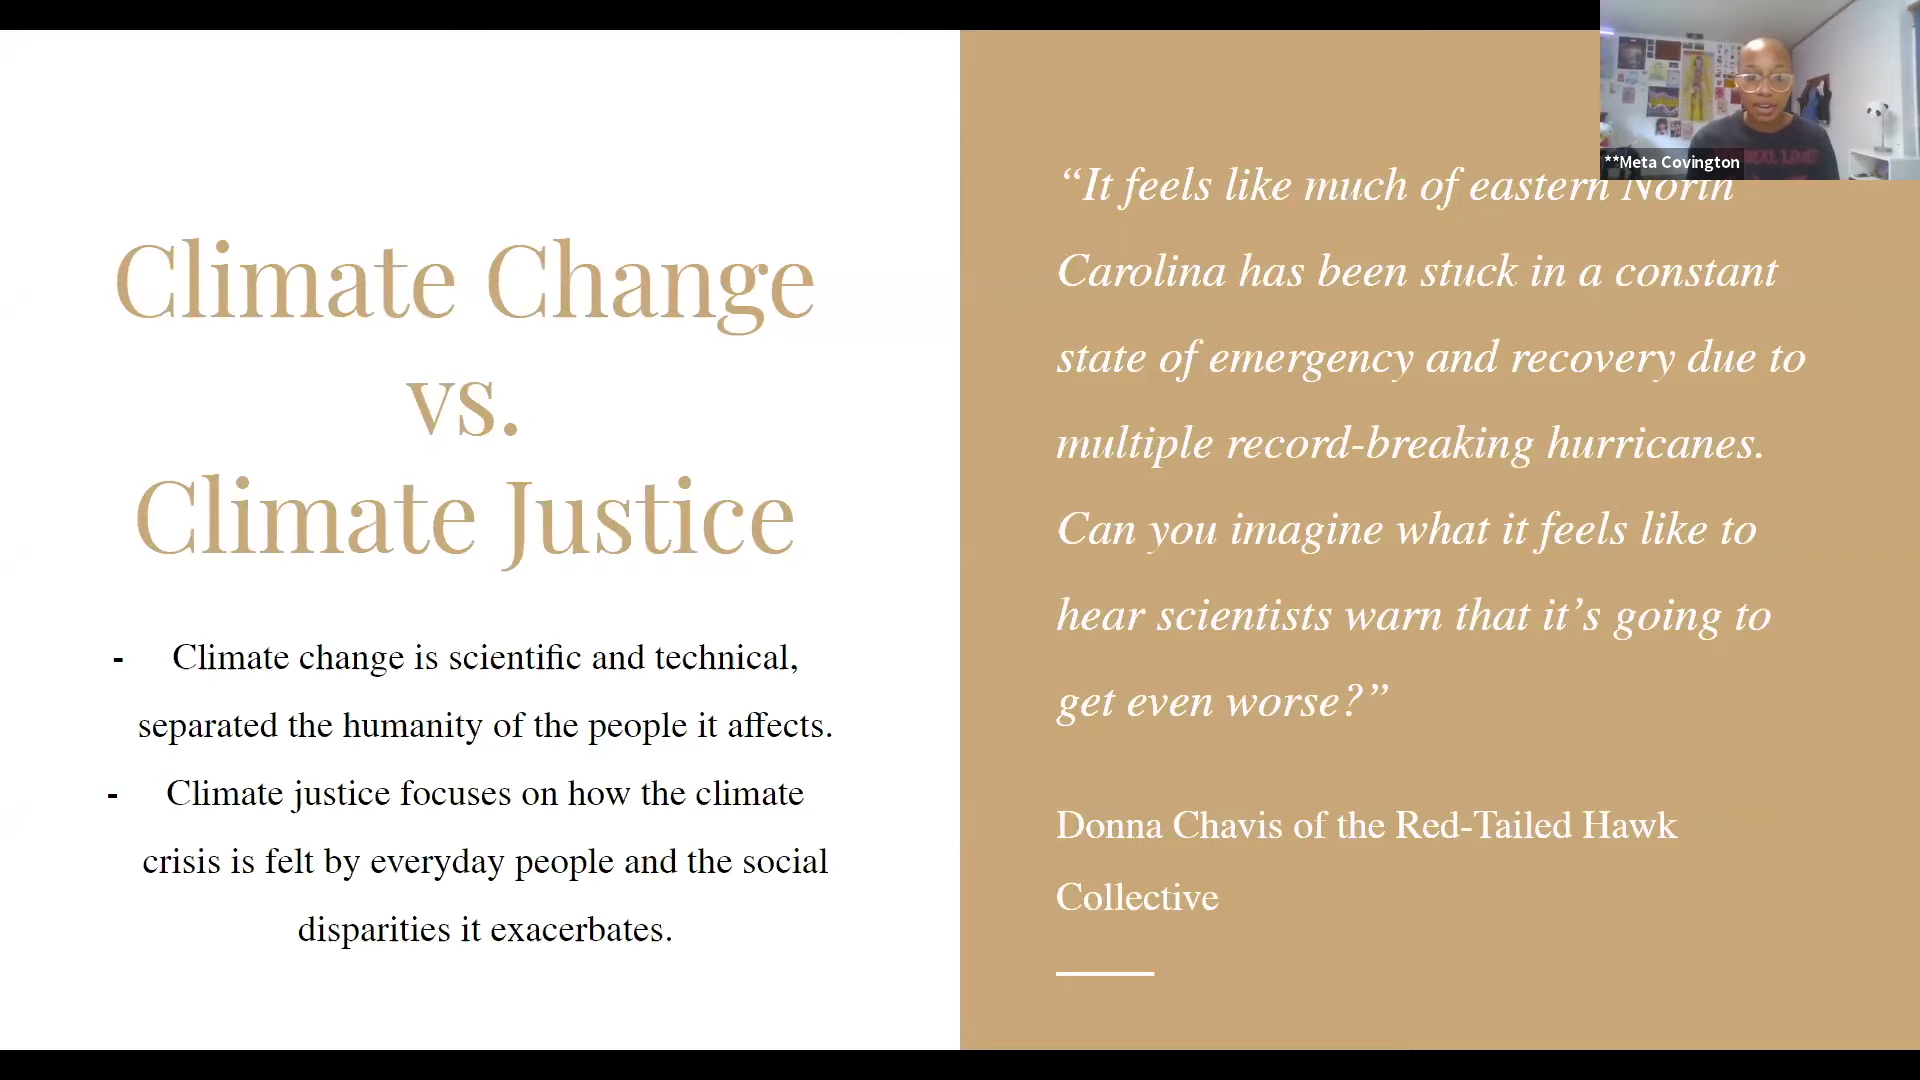 Climate Change
vs.
Climate Justice
- Climate change is scientific and technical,
separated the humanity of the people it affects.
- Climate justice focuses on how the climate
crisis is felt by everyday people and the social
disparities it exacerbates.
“It feels like much of eastern North
Carolina has been stuck in a constant
state of emergency and recovery due to
multiple record-breaking hurricanes.
Can you imagine what it feels like to
hear scientists warn that it’s going to
get even worse?”
Donna Chavis of the Red-Tailed Hawk
Collective
**Meta Covington